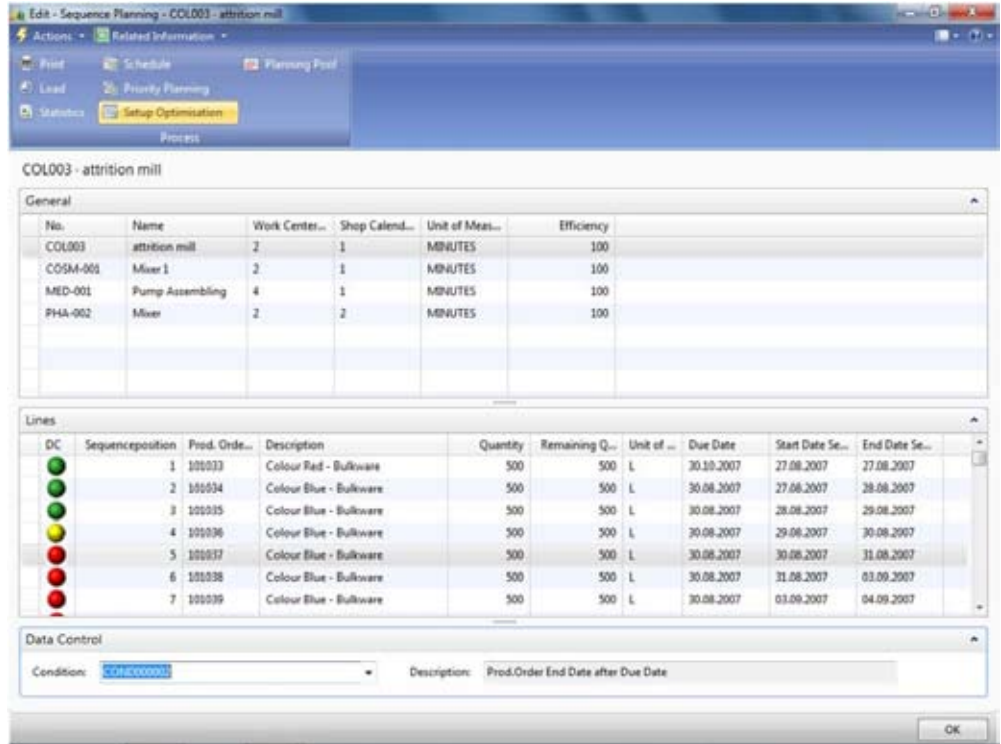 Edit - Sequence Planning - COL003 - attrition mill
Actions Related Information
Print Schedule Planning Pool
Load Priority Planning
Statistics Setup Optimisation
Process
COL003 - attrition mill
General
No. Name Work Center... Shop Calend... Unit of Meas... Efficiency
COL003 attrition mill 2 1 MINUTES 100
COSM-001 Mixer 1 2 1 MINUTES 100
MED-001 Pump Assembling 4 1 MINUTES 100
PHA-002 Mixer 2 2 MINUTES 100
Lines
DC Sequenceposition Prod. Orde... Description Quantity Remaining Q... Unit of ... Due Date Start Date Se... End Date Se...
1 101033 Colour Red - Bulkware 500 500 L 30.10.2007 27.08.2007 27.08.2007
2 101034 Colour Blue - Bulkware 500 500 L 30.08.2007 27.08.2007 28.08.2007
3 101035 Colour Blue - Bulkware 500 500 L 30.08.2007 28.08.2007 29.08.2007
4 101036 Colour Blue - Bulkware 500 500 L 30.08.2007 29.08.2007 30.08.2007
5 101037 Colour Blue - Bulkware 500 500 L 30.08.2007 30.08.2007 31.08.2007
6 101038 Colour Blue - Bulkware 500 500 L 30.08.2007 31.08.2007 03.09.2007
7 101039 Colour Blue - Bulkware 500 500 L 30.08.2007 03.09.2007 04.09.2007
Data Control
Condition: Description: Prod.Order End Date after Due Date
OK